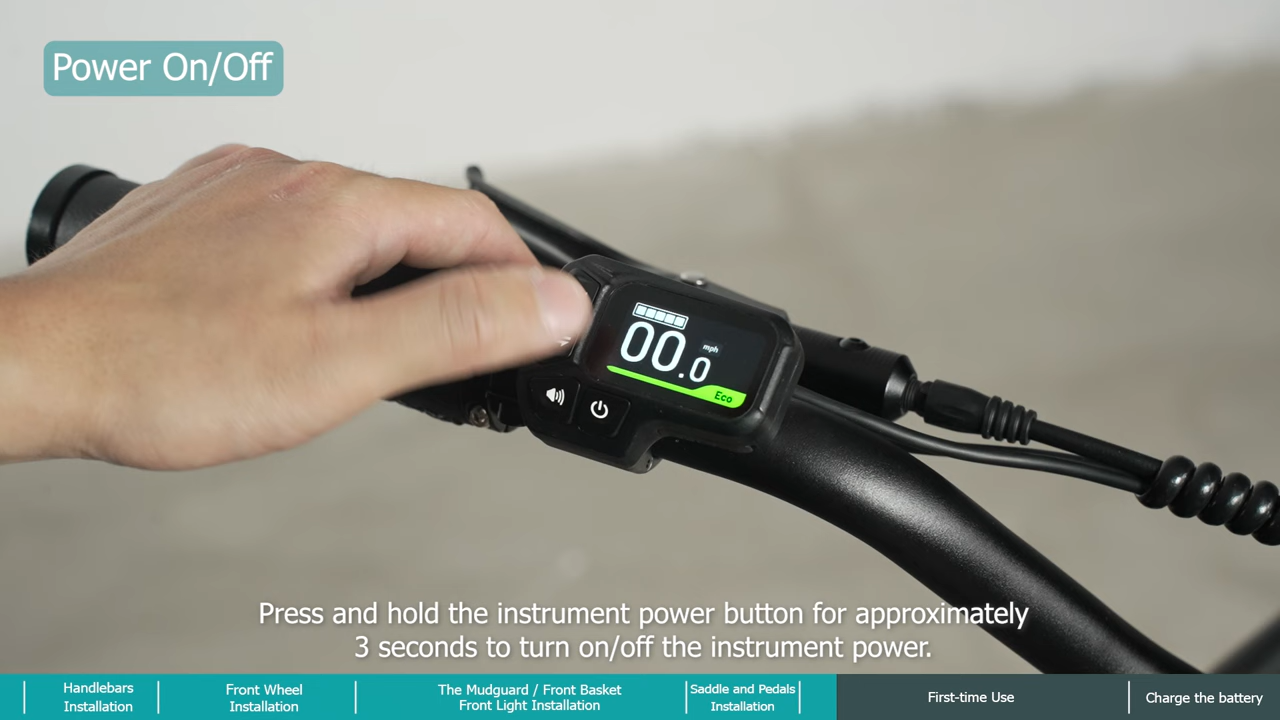 Power On/Off
00.0 mph
Eco
Press and hold the instrument power button for approximately
3 seconds to turn on/off the instrument power.
Handlebars
Installation
Front Wheel
Installation
The Mudguard / Front Basket
Front Light Installation
Saddle and Pedals
Installation
First-time Use
Charge the battery